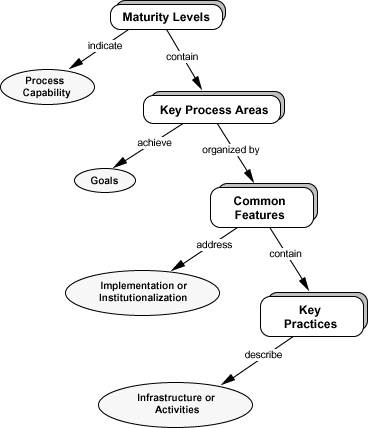 Maturity Levels
indicate
contain
Process
Capability
Key Process Areas
achieve
organized by
Goals
Common
Features
address
contain
Implementation or
Institutionalization
Key
Practices
describe
Infrastructure or
Activities